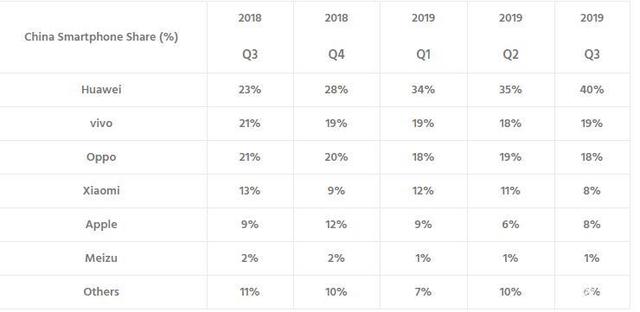 China Smartphone Share (%) 2018 Q3 2018 Q4 2019 Q1 2019 Q2 2019 Q3
Huawei 23% 28% 34% 35% 40%
vivo 21% 19% 19% 18% 19%
Oppo 21% 20% 18% 19% 18%
Xiaomi 13% 9% 12% 11% 8%
Apple 9% 12% 9% 6% 8%
Meizu 2% 2% 1% 1% 1%
Others 11% 10% 7% 10% 6%